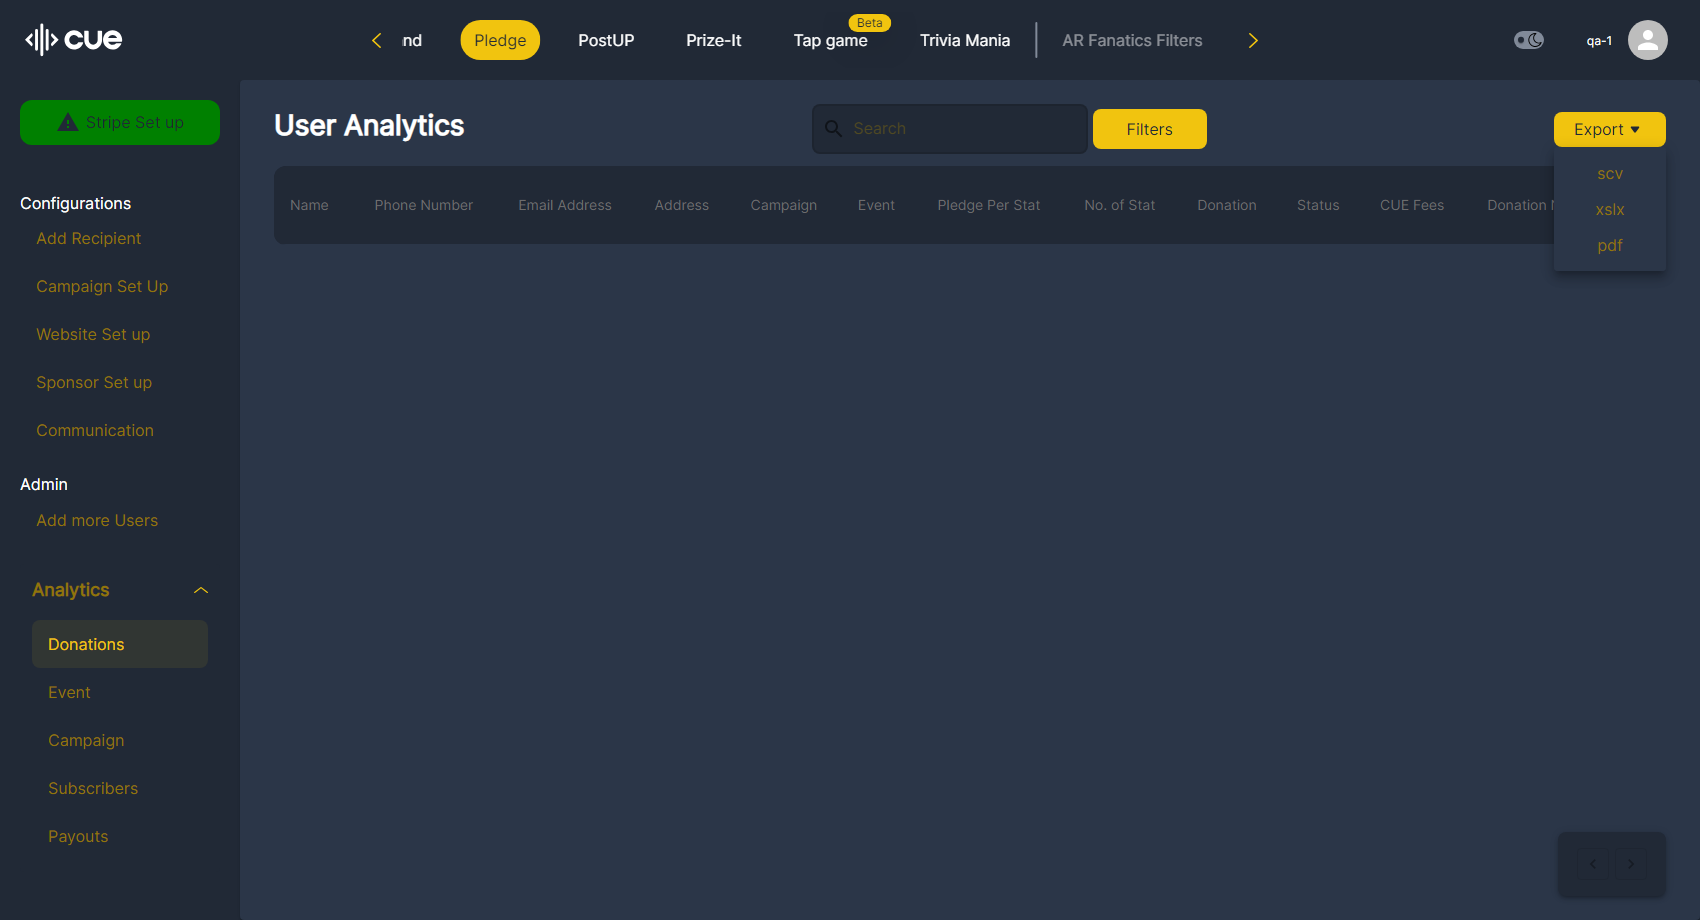 cue
nd
Pledge
PostUP
Prize-It
Beta
Tap game
Trivia Mania
AR Fanatics Filters
qa-1
Stripe Set up
Configurations
Add Recipient
Campaign Set Up
Website Set up
Sponsor Set up
Communication
Admin
Add more Users
Analytics
Donations
Event
Campaign
Subscribers
Payouts
User Analytics
Search
Filters
Export
scv
xslx
pdf
Name Phone Number Email Address Address Campaign Event Pledge Per Stat No. of Stat Donation Status CUE Fees Donation